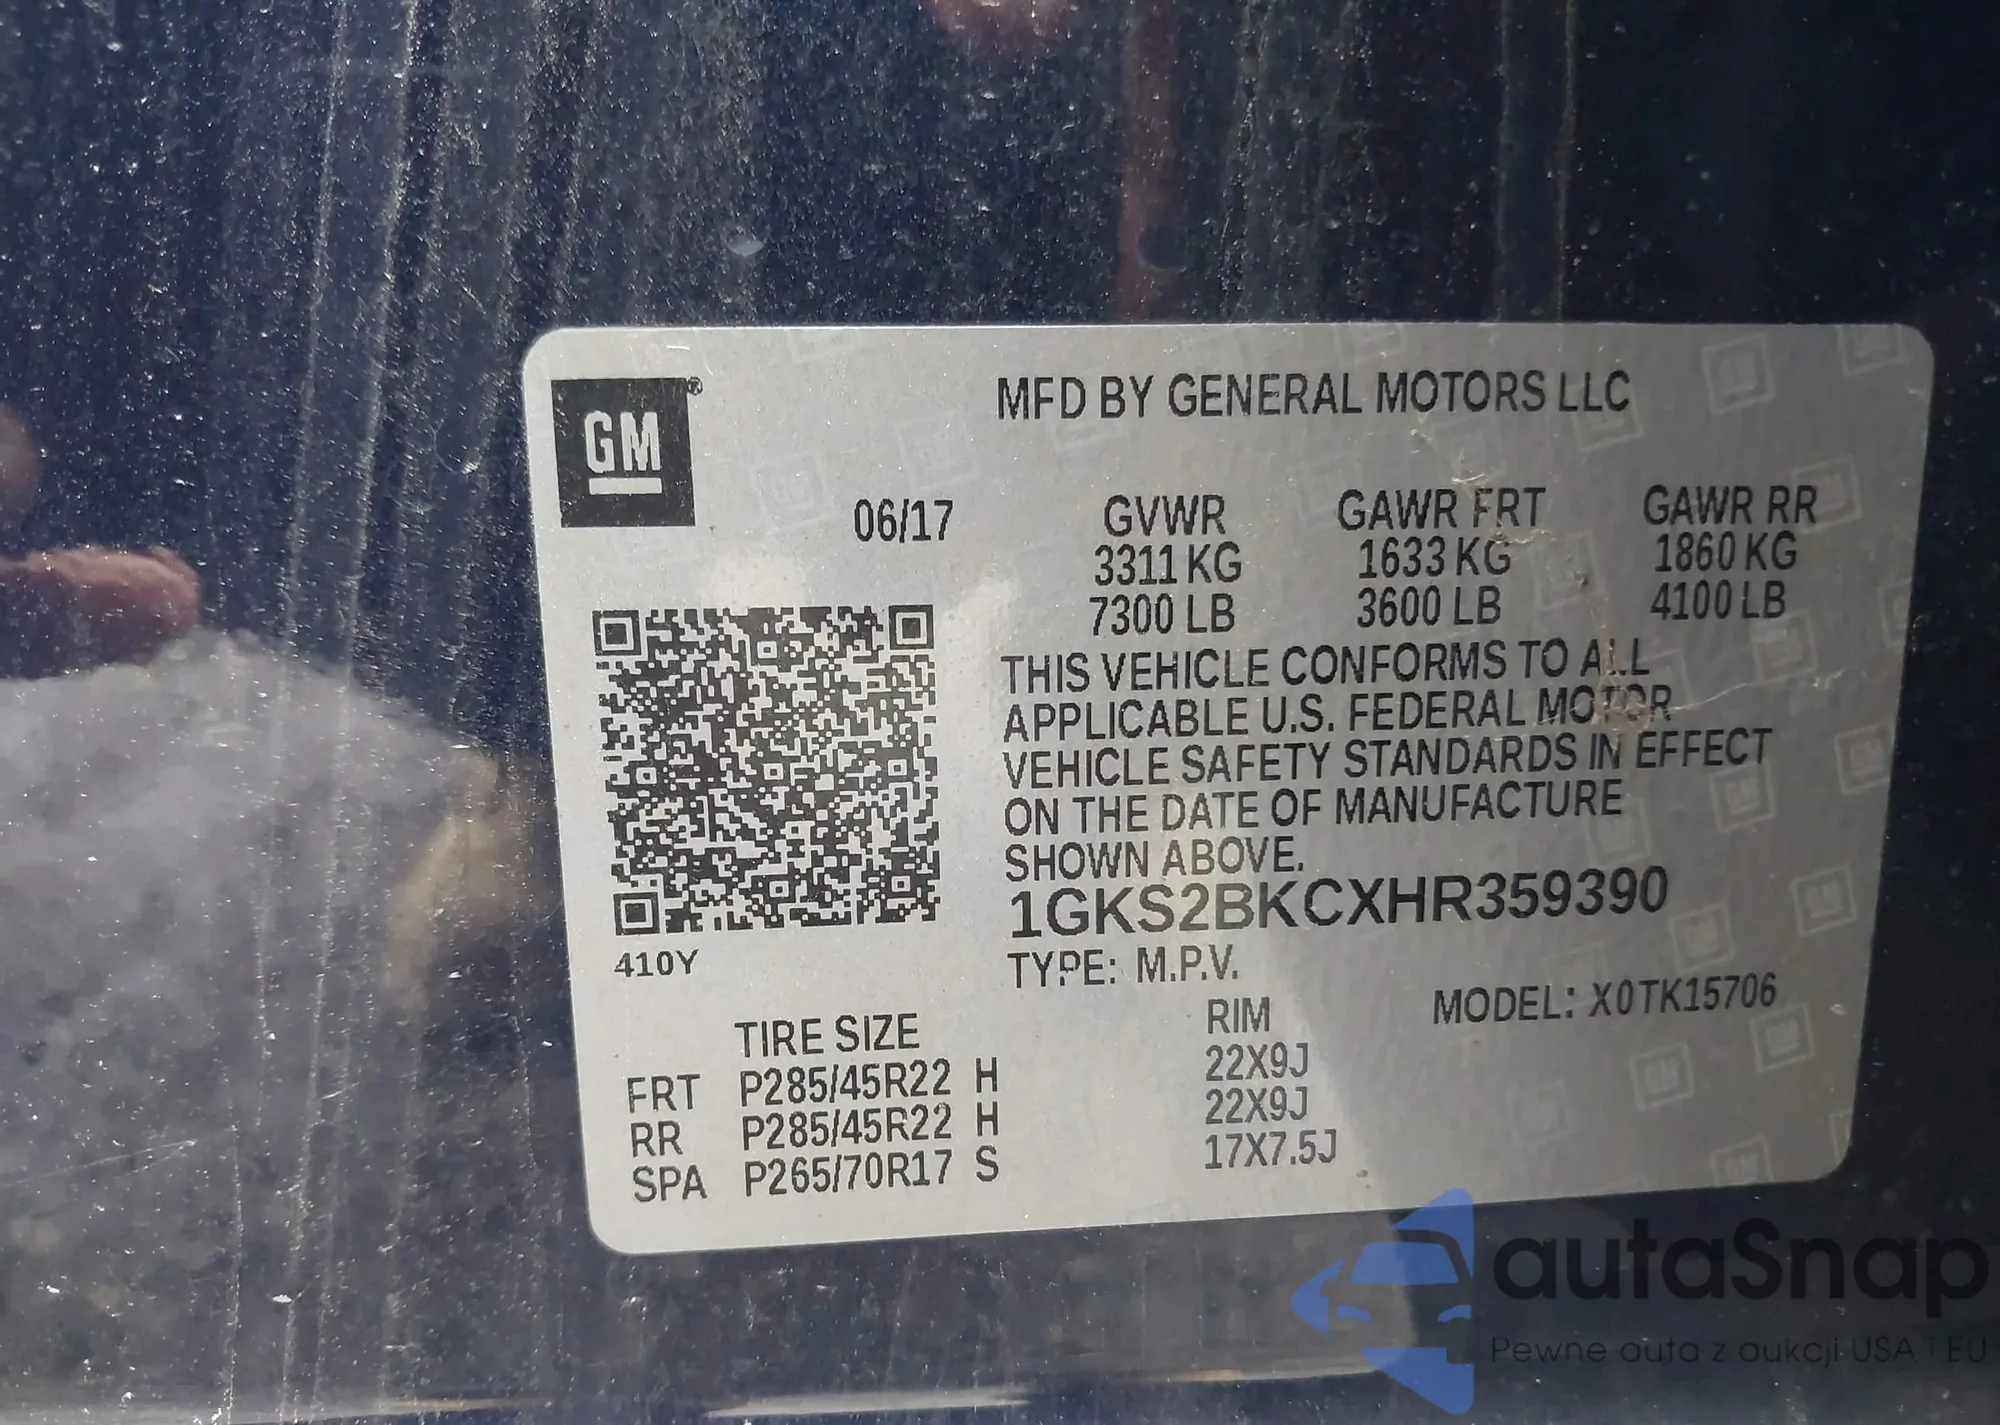 GM®
MFD BY GENERAL MOTORS LLC
06/17 GVWR GAWR FRT GAWR RR
3311 KG 1633 KG 1860 KG
7300 LB 3600 LB 4100 LB
THIS VEHICLE CONFORMS TO ALL
APPLICABLE U.S. FEDERAL MOTOR
VEHICLE SAFETY STANDARDS IN EFFECT
ON THE DATE OF MANUFACTURE
SHOWN ABOVE.
1GKS2BKCXHR359390
410Y
TYPE: M.P.V. MODEL: X0TK15706
TIRE SIZE RIM
FRT P285/45R22 H 22X9J
RR P285/45R22 H 22X9J
SPA P265/70R17 S 17X7.5J
autaSnap
Pewne auta z aukcji USA i EU